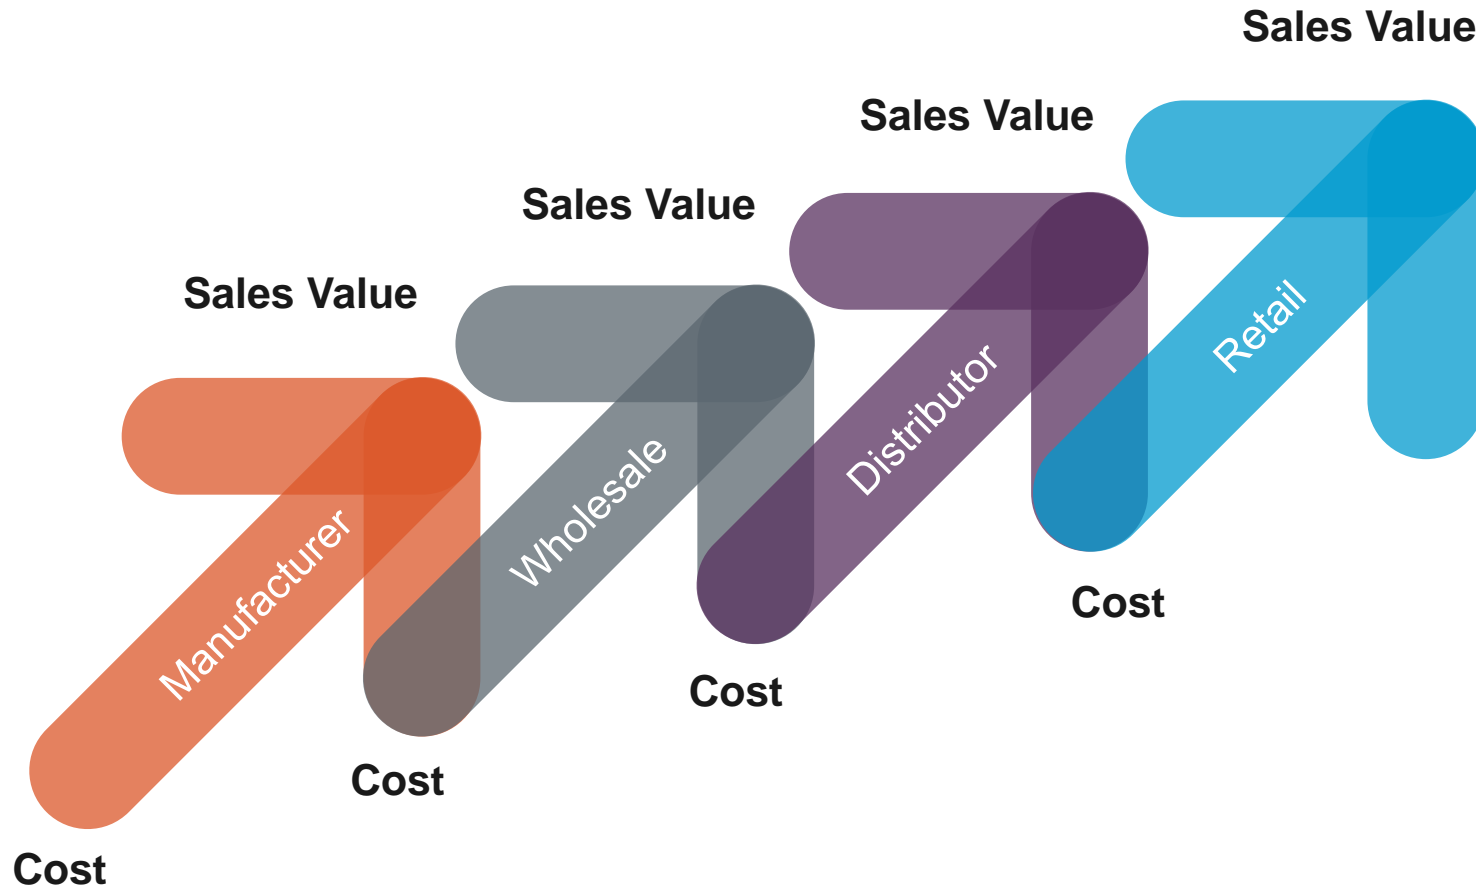 Sales Value
Sales Value
Sales Value
Sales Value
Retail
Distributor
Wholesale
Manufacturer
Cost
Cost
Cost
Cost